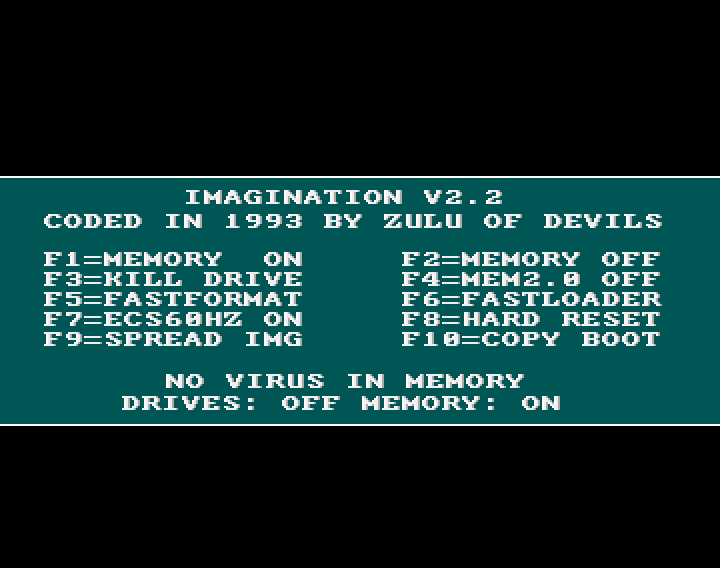 IMAGINATION V2.2
CODED IN 1993 BY ZULU OF DEVILS
F1=MEMORY  ON     F2=MEMORY OFF
F3=KILL DRIVE     F4=MEM2.0 OFF
F5=FASTFORMAT     F6=FASTLOADER
F7=ECS60HZ ON     F8=HARD RESET
F9=SPREAD IMG     F10=COPY BOOT
NO VIRUS IN MEMORY
DRIVES: OFF MEMORY: ON